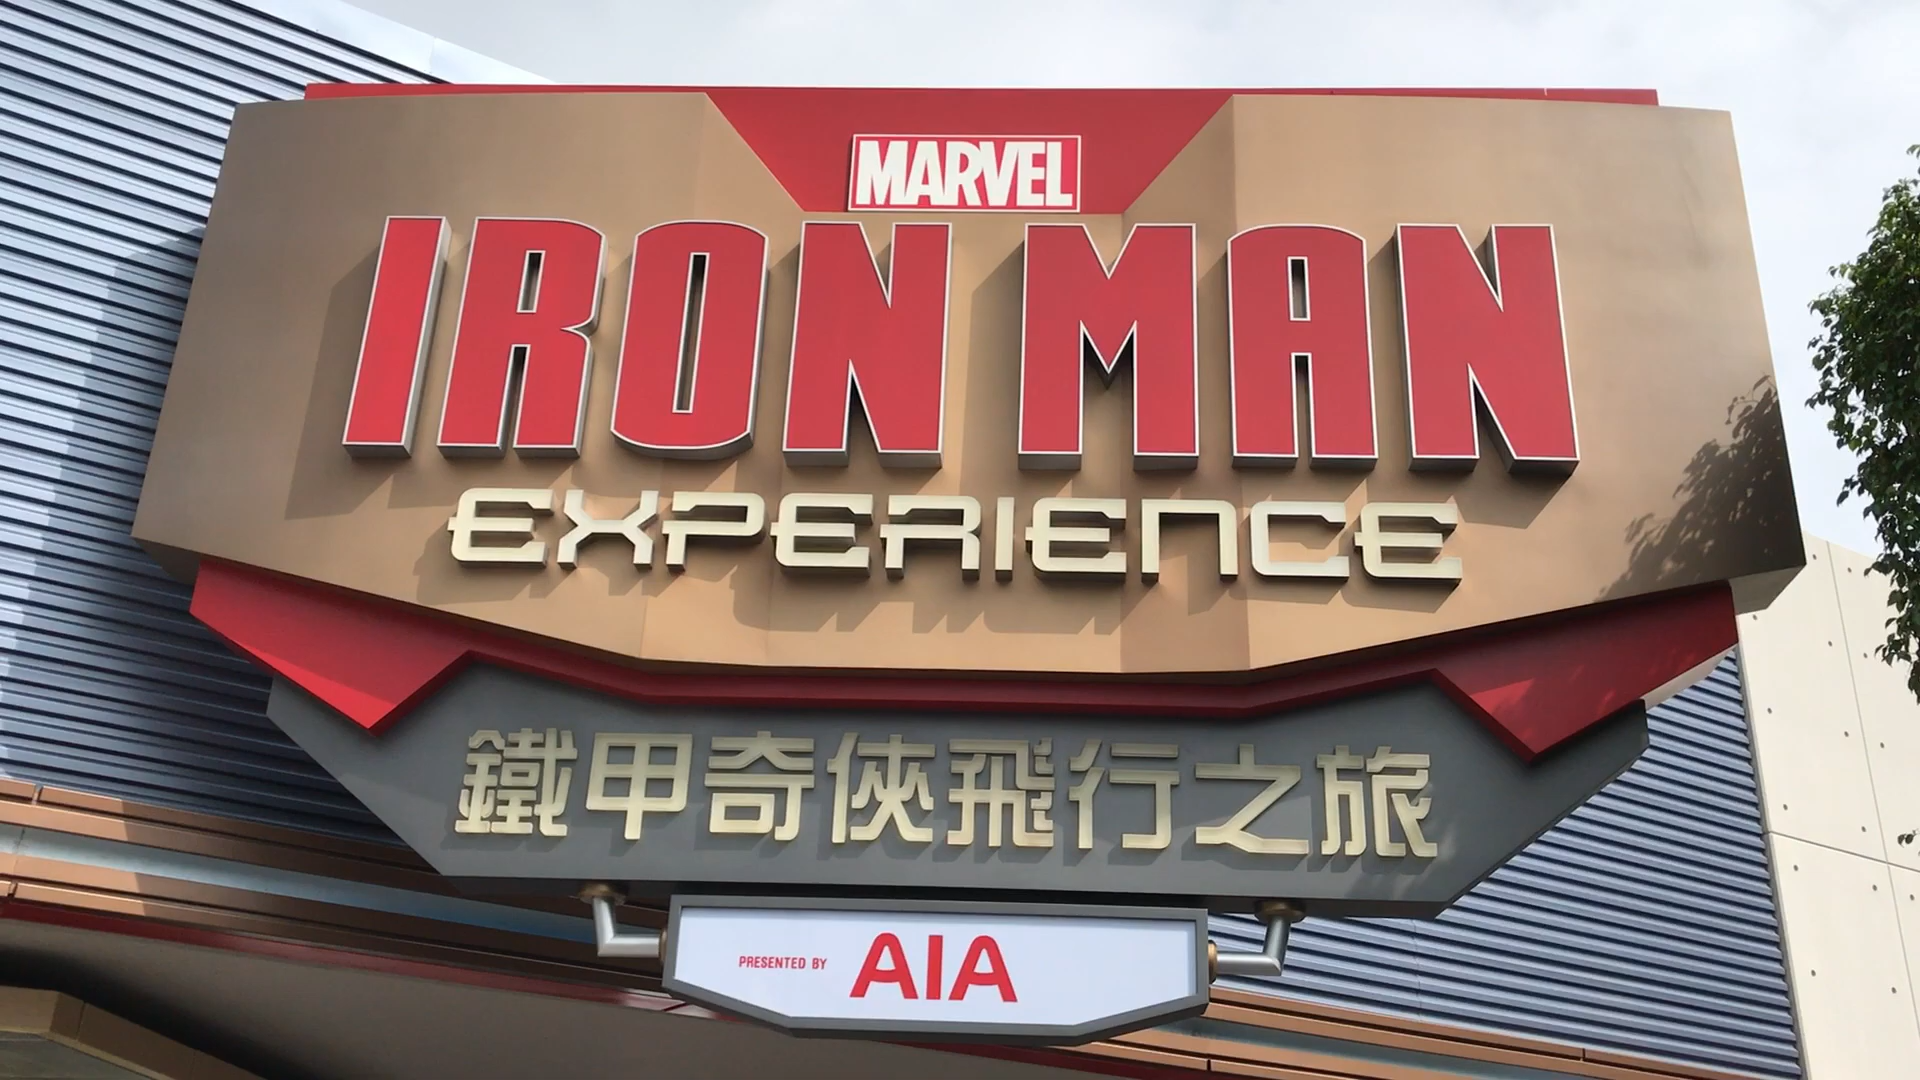 MARVEL
IRON MAN
EXPERIENCE
鐵甲奇俠飛行之旅
PRESENTED BY AIA